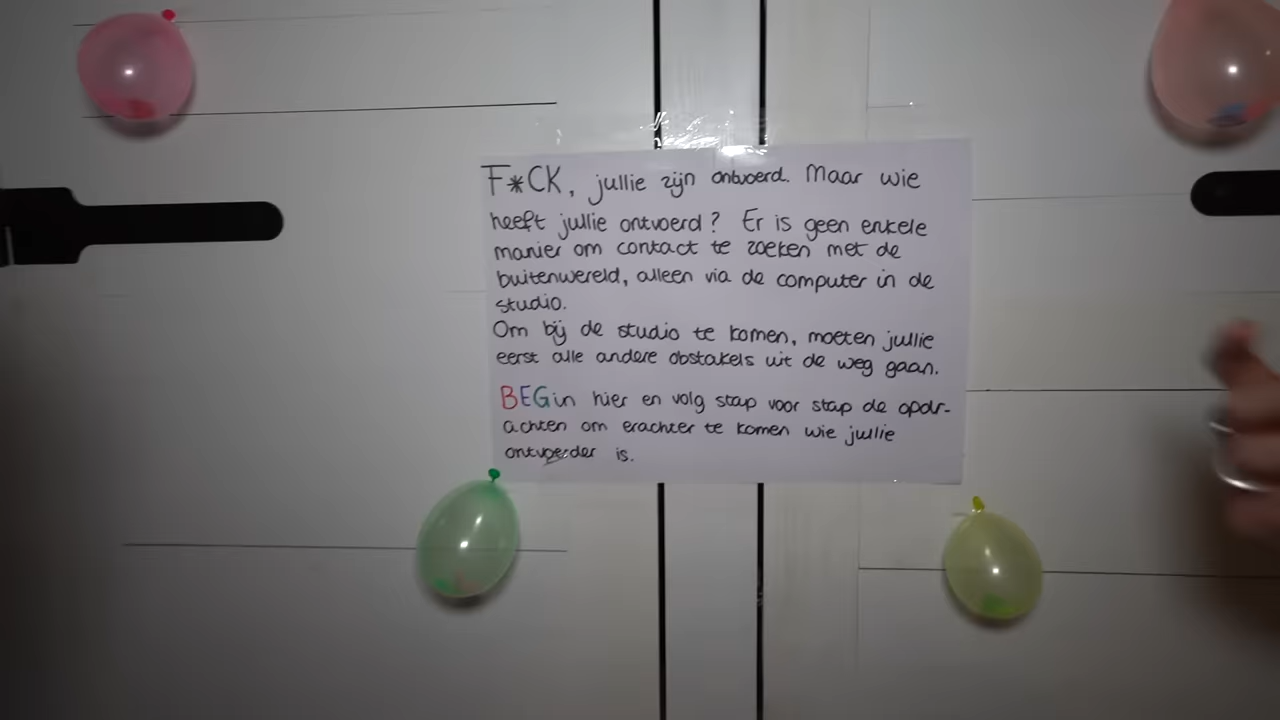 F*CK, jullie zijn ontvoerd. Maar wie
heeft jullie ontvoerd? Er is geen enkele
manier om contact te zoeken met de
buitenwereld, alleen via de computer in de
studio.
Om bij de studio te komen, moeten jullie
eerst alle andere obstakels uit de weg gaan.
BEGin hier en volg stap voor stap de opdr-
achten om erachter te komen wie jullie
ontvoerder is.